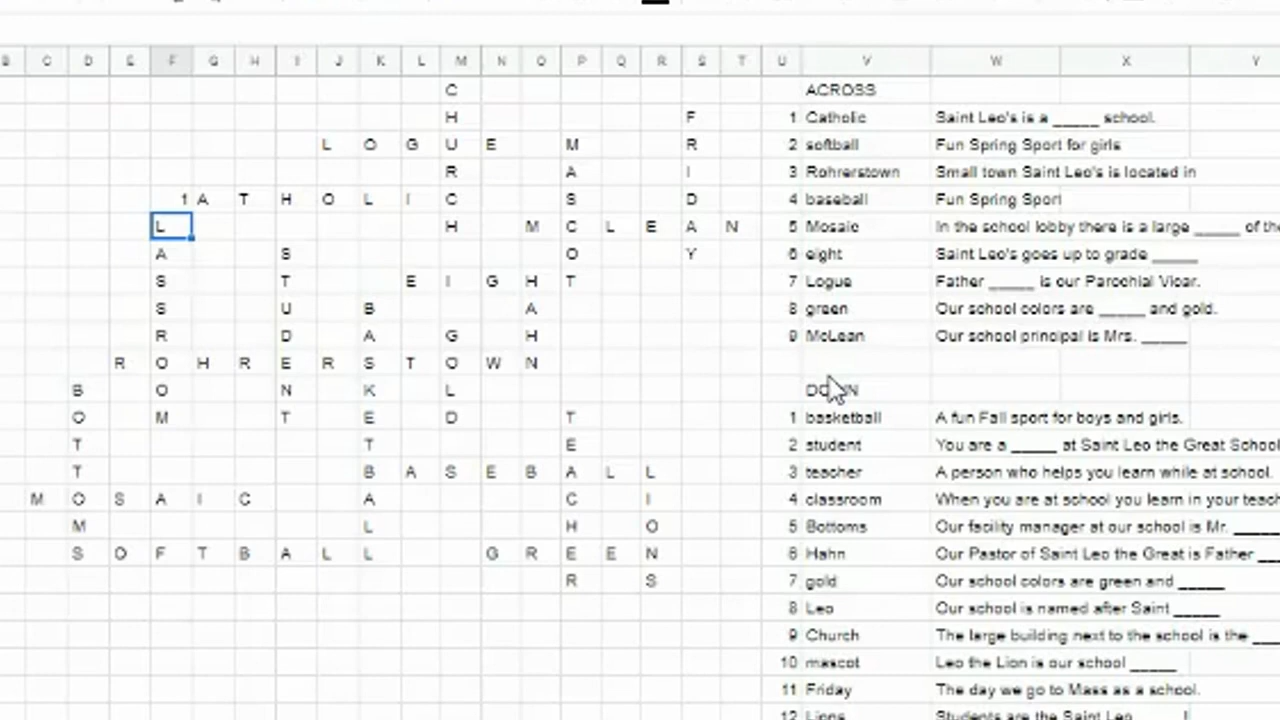 B C D E F G H I J K L M N O P Q R S T U V W X Y
C ACROSS
H F 1 Catholic Saint Leo's is a _____ school.
L O G U E M R 2 softball Fun Spring Sport for girls
R A I 3 Rohrerstown Small town Saint Leo's is located in
1 A T H O L I C S D 4 baseball Fun Spring Sport
L H M C L E A N 5 Mosaic In the school lobby there is a large _____ of the
A S O Y 6 eight Saint Leo's goes up to grade _____
S T E I G H T 7 Logue Father _____ is our Parochial Vicar.
S U B A 8 green Our school colors are _____ and gold.
R D A G H 9 McLean Our school principal is Mrs. _____
R O H R E R S T O W N
B O N K L DOWN
O M T E D T 1 basketball A fun Fall sport for boys and girls.
T T E 2 student You are a _____ at Saint Leo the Great School
T B A S E B A L L 3 teacher A person who helps you learn while at school.
M O S A I C A C I 4 classroom When you are at school you learn in your teach
M L H O 5 Bottoms Our facility manager at our school is Mr. _____
S O F T B A L L G R E E N 6 Hahn Our Pastor of Saint Leo the Great is Father ___
R S 7 gold Our school colors are green and _____
8 Leo Our school is named after Saint _____
9 Church The large building next to the school is the ___
10 mascot Leo the Lion is our school _____
11 Friday The day we go to Mass as a school.
12 Lions Students are the Saint Leo _____!